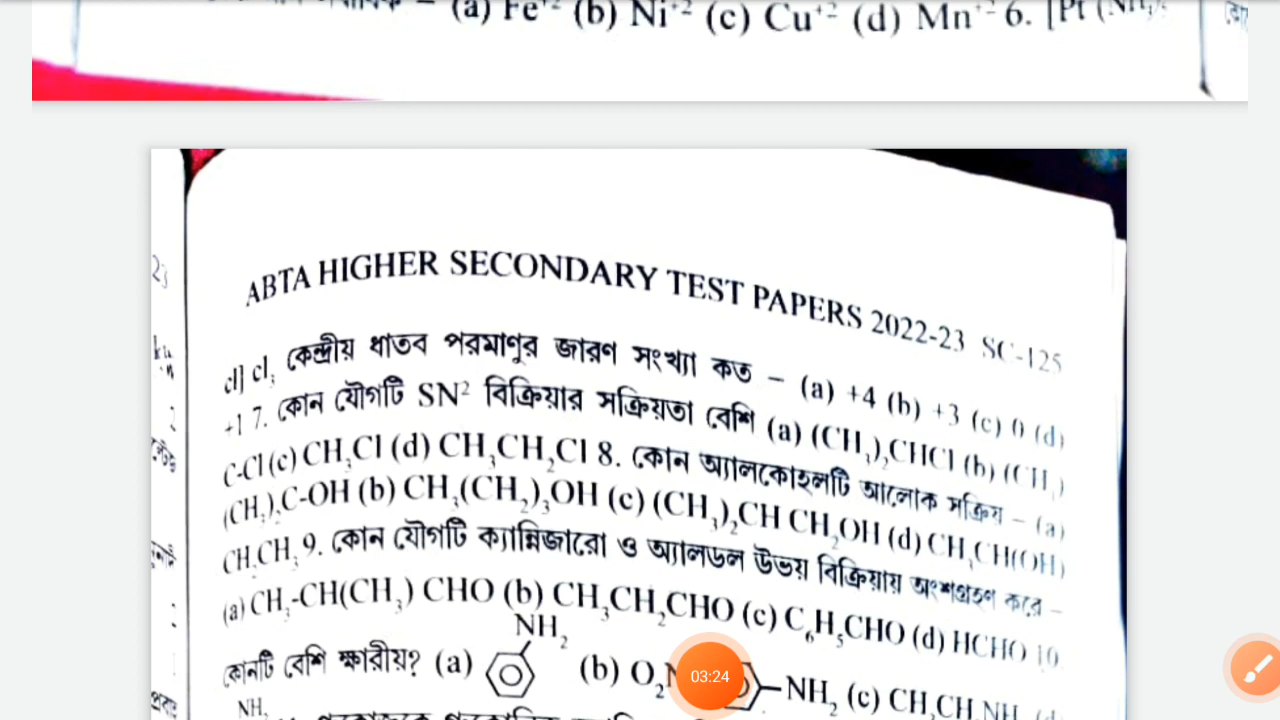 (a) Fe⁺² (b) Ni⁺² (c) Cu⁺² (d) Mn⁺² 6. [Pt (NH₃)₅
ABTA HIGHER SECONDARY TEST PAPERS 2022-23 SC-125
cl] cl₃ কেন্দ্রীয় ধাতব পরমাণুর জারণ সংখ্যা কত – (a) +4 (b) +3 (c) 0 (d)
+1 7. কোন যৌগটি SN² বিক্রিয়ার সক্রিয়তা বেশি (a) (CH₃)₂CHCl (b) (CH₃)
C-Cl (c) CH₃Cl (d) CH₃CH₂Cl 8. কোন অ্যালকোহলটি আলোক সক্রিয় – (a)
(CH₃)₃C-OH (b) CH₃(CH₂)₃OH (c) (CH₃)₂CH CH₂OH (d) CH₃CH(OH)
CH₂CH₃ 9. কোন যৌগটি ক্যান্নিজারো ও অ্যালডল উভয় বিক্রিয়ায় অংশগ্রহণ করে –
(a) CH₃-CH(CH₃) CHO (b) CH₃CH₂CHO (c) C₆H₅CHO (d) HCHO 10.
NH₂
কোনটি বেশি ক্ষারীয়? (a) (b) O₂N NH₂ (c) CH₃CH₂NH₂ (d)
03:24
NH₂